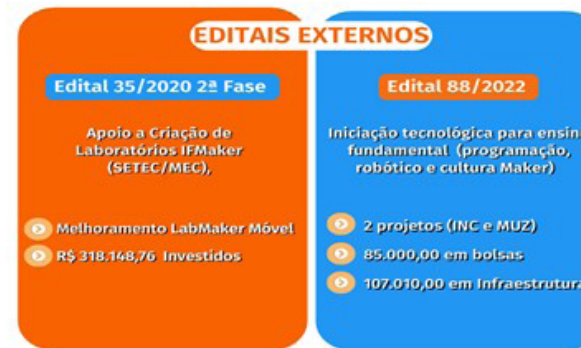 EDITAIS EXTERNOS
Edital 35/2020 2ª Fase
Apoio a Criação de
Laboratórios IFMaker
(SETEC/MEC),
Melhoramento LabMaker Móvel
R$ 318.148,76 Investidos
Edital 88/2022
Iniciação tecnológica para ensin
fundamental (programação,
robótico e cultura Maker)
2 projetos (INC e MUZ)
85.000,00 em bolsas
107.010,00 em Infraestrutura